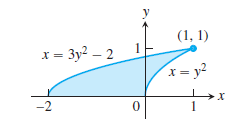 y
(1, 1)
x = 3y² – 2
1
x = y²
x
–2
0
1